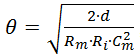 θ = √(2·d / (R_m·R_i·C_m^2))